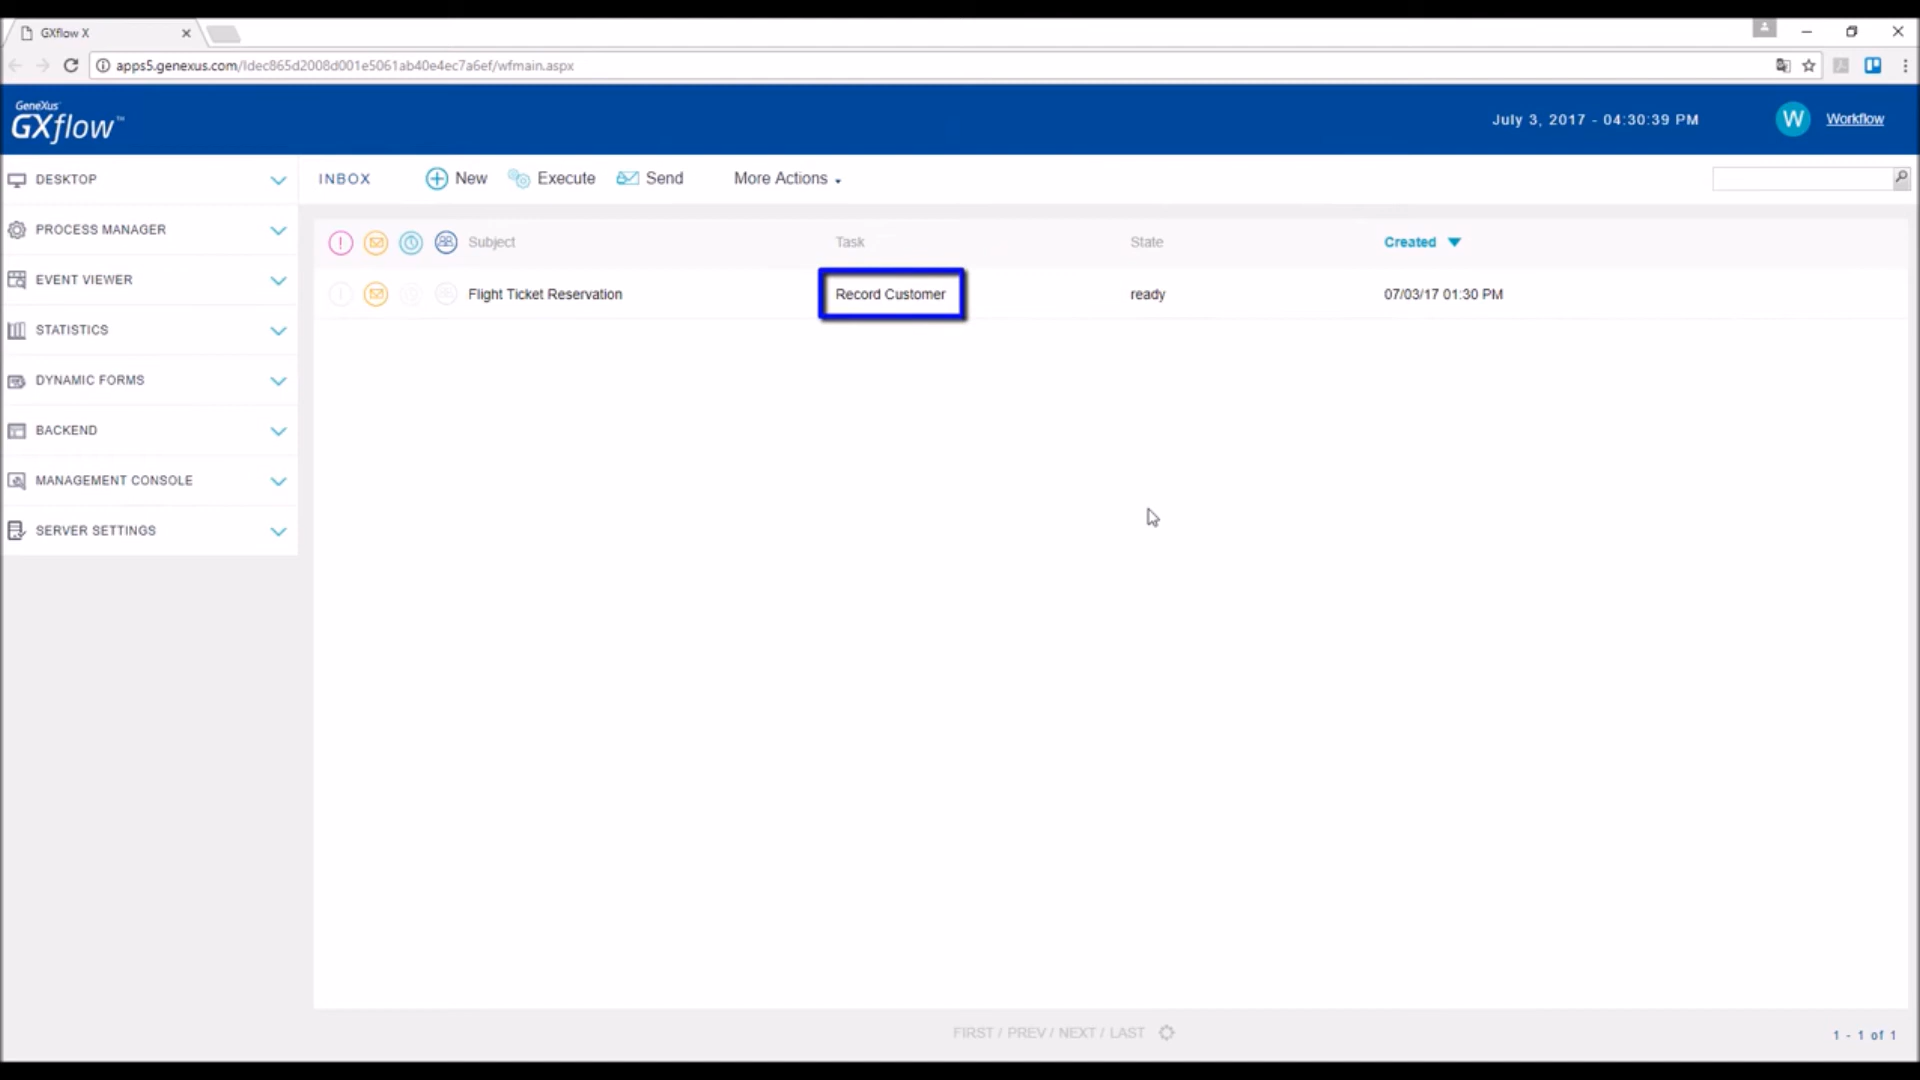 GXflow X
apps5.genexus.com/Idec865d2008d001e5061ab40e4ec7a6ef/wfmain.aspx
GeneXus™
GXflow™
July 3, 2017 - 04:30:39 PM
W
Workflow
DESKTOP
PROCESS MANAGER
EVENT VIEWER
STATISTICS
DYNAMIC FORMS
BACKEND
MANAGEMENT CONSOLE
SERVER SETTINGS
INBOX New Execute Send More Actions
Subject Task State Created
Flight Ticket Reservation Record Customer ready 07/03/17 01:30 PM
FIRST / PREV / NEXT / LAST
1 - 1 of 1